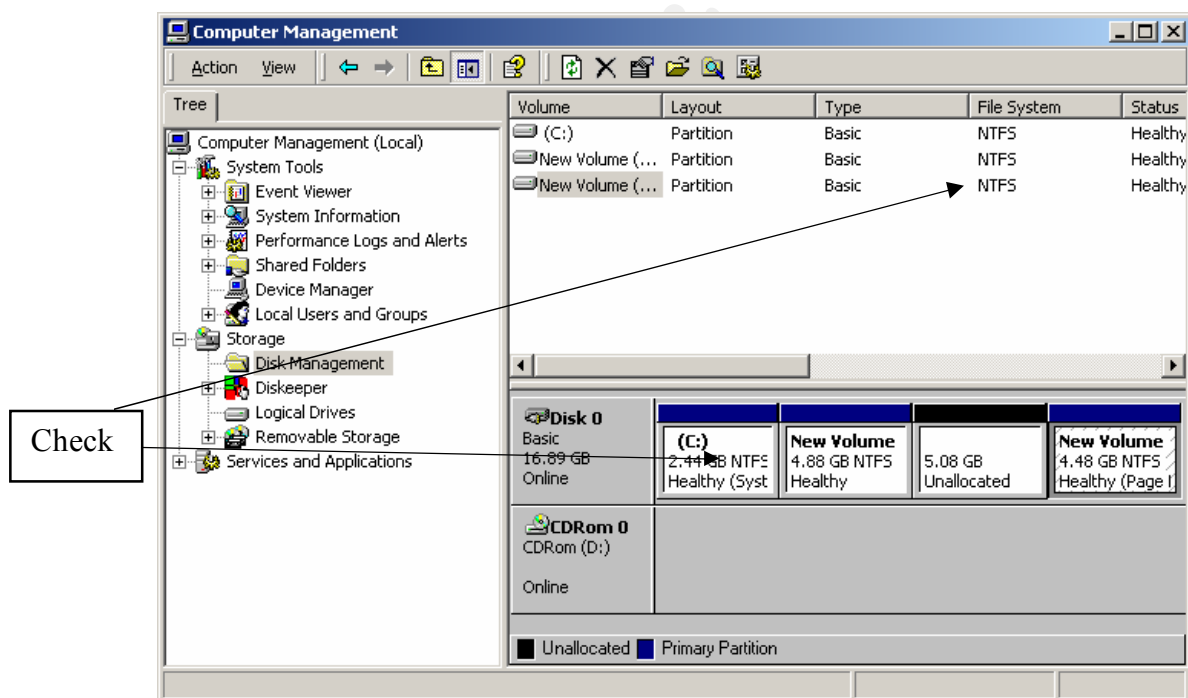 Computer Management
Action View
Tree
Computer Management (Local)
System Tools
Event Viewer
System Information
Performance Logs and Alerts
Shared Folders
Device Manager
Local Users and Groups
Storage
Disk Management
Diskeeper
Logical Drives
Removable Storage
Services and Applications
Volume Layout Type File System Status
(C:) Partition Basic NTFS Healthy
New Volume (... Partition Basic NTFS Healthy
New Volume (... Partition Basic NTFS Healthy
Check
Disk 0
Basic
16.89 GB
Online
(C:)
2.44 GB NTFS
Healthy (Syst
New Volume
4.88 GB NTFS
Healthy
5.08 GB
Unallocated
New Volume
4.48 GB NTFS
Healthy (Page
CDRom 0
CDRom (D:)
Online
Unallocated Primary Partition